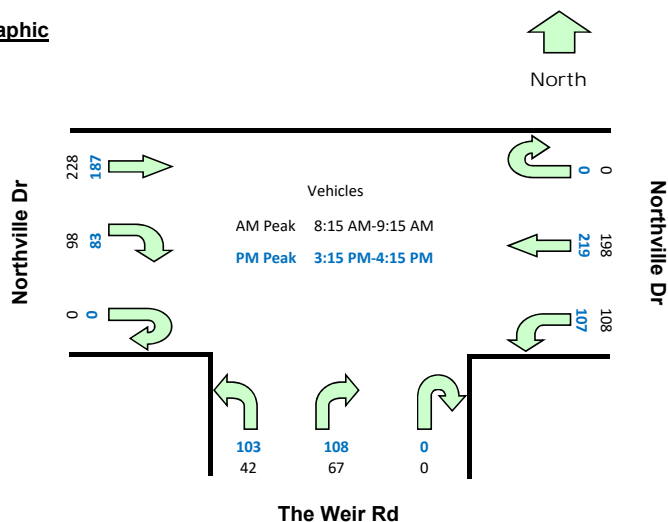 aphic
North
Northville Dr
228
187
98
83
0
0
Vehicles
AM Peak 8:15 AM-9:15 AM
PM Peak 3:15 PM-4:15 PM
0
0
219
198
107
108
Northville Dr
103 108 0
42 67 0
The Weir Rd